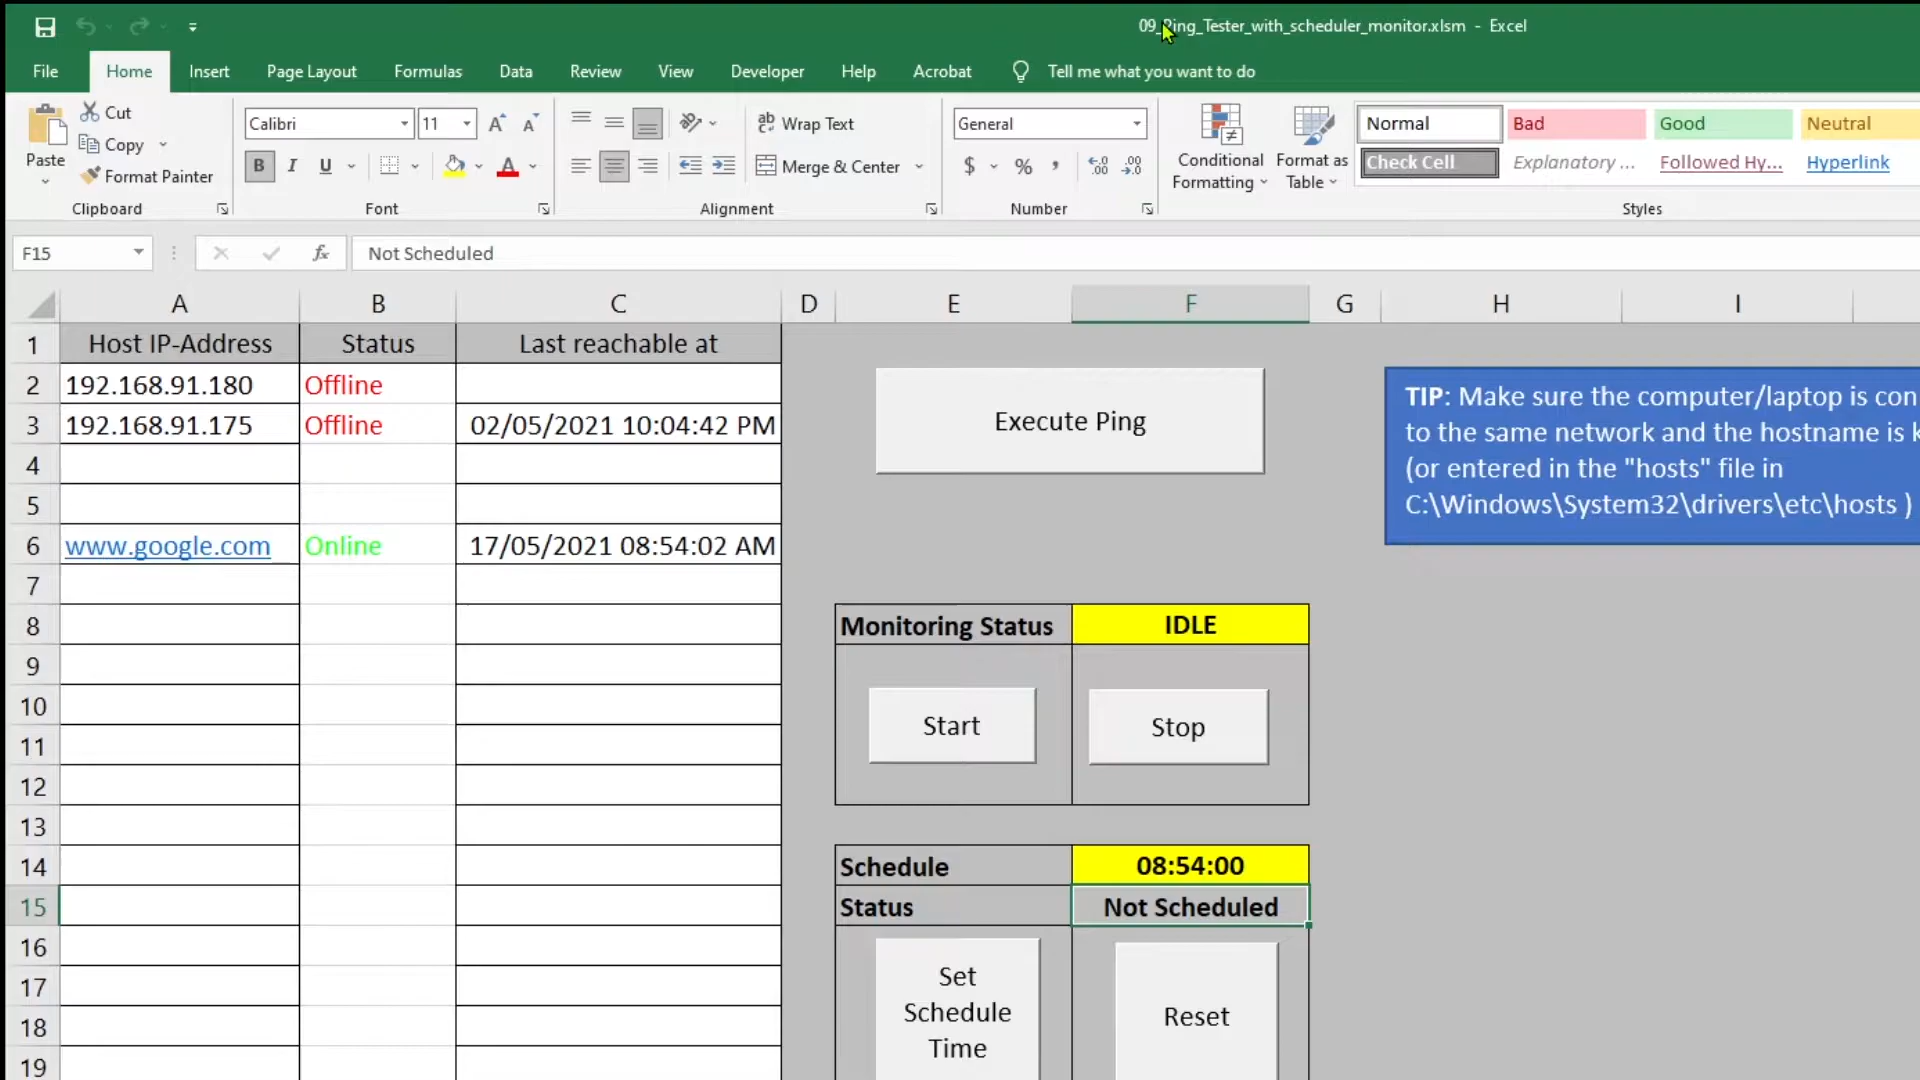 09_Ping_Tester_with_scheduler_monitor.xlsm - Excel
File Home Insert Page Layout Formulas Data Review View Developer Help Acrobat Tell me what you want to do
Paste
Cut
Copy
Format Painter
Clipboard
Calibri 11
B I U
Font
Wrap Text
Merge & Center
Alignment
General
$ % ,
Number
Conditional Formatting
Format as Table
Normal Bad Good Neutral
Check Cell Explanatory ... Followed Hy... Hyperlink
Styles
F15 fx Not Scheduled
A B C D E F G H I
1 Host IP-Address Status Last reachable at
2 192.168.91.180 Offline
3 192.168.91.175 Offline 02/05/2021 10:04:42 PM
4
5
6 www.google.com Online 17/05/2021 08:54:02 AM
7
8
9
10
11
12
13
14
15
16
17
18
19
Execute Ping
TIP: Make sure the computer/laptop is con
to the same network and the hostname is k
(or entered in the "hosts" file in
C:\Windows\System32\drivers\etc\hosts )
Monitoring Status IDLE
Start Stop
Schedule 08:54:00
Status Not Scheduled
Set
Schedule
Time
Reset